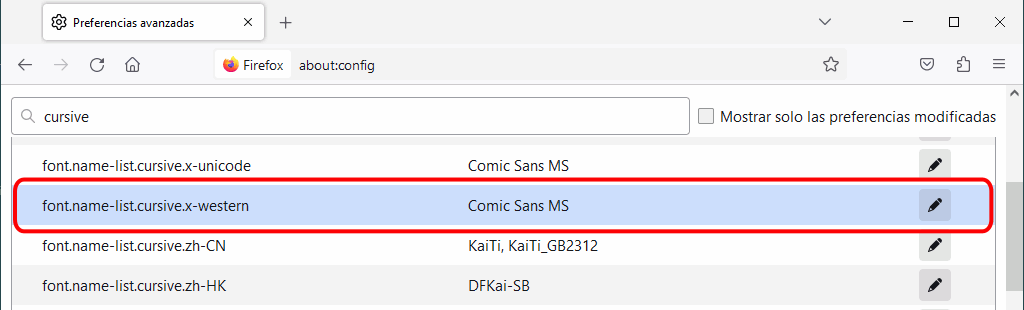 Preferencias avanzadas
Firefox about:config
cursive Mostrar solo las preferencias modificadas
font.name-list.cursive.x-unicode Comic Sans MS
font.name-list.cursive.x-western Comic Sans MS
font.name-list.cursive.zh-CN KaiTi, KaiTi_GB2312
font.name-list.cursive.zh-HK DFKai-SB